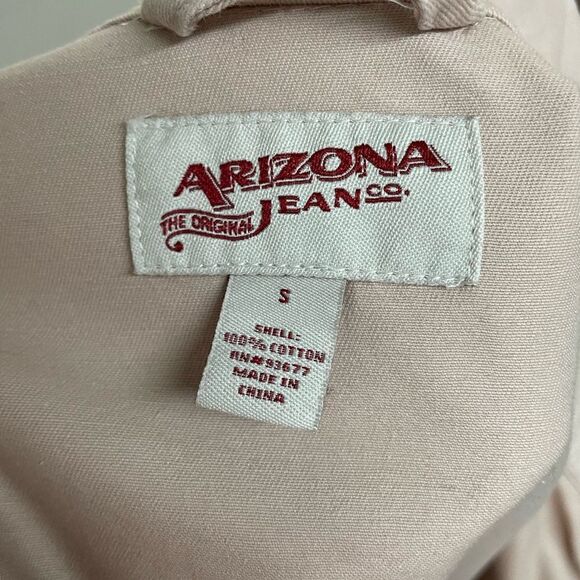 ARIZONA
THE ORIGINAL JEAN CO.
S
SHELL:
100% COTTON
RN#93677
MADE IN
CHINA